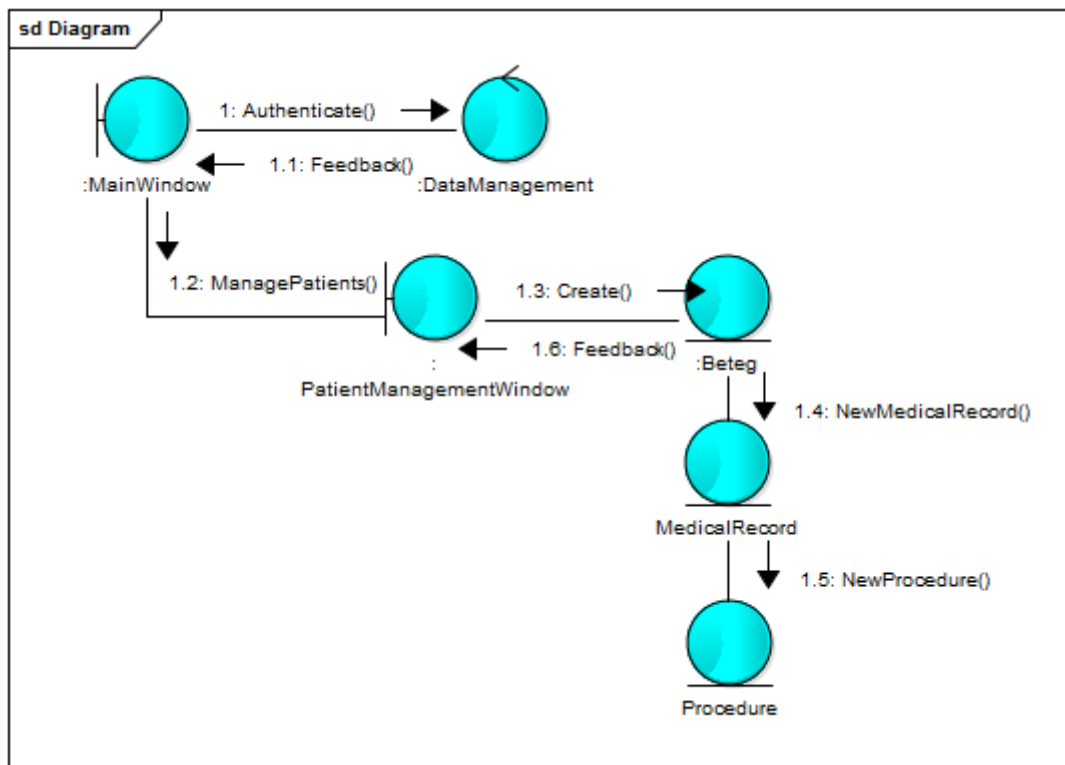 sd Diagram
1: Authenticate()
1.1: Feedback()
:MainWindow
:DataManagement
1.2: ManagePatients()
1.3: Create()
1.6: Feedback()
:
PatientManagementWindow
:Beteg
1.4: NewMedicalRecord()
MedicalRecord
1.5: NewProcedure()
Procedure